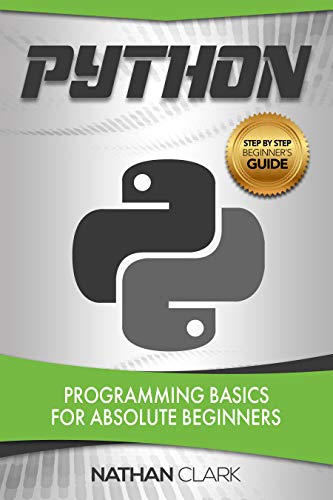 PYTHON
STEP BY STEP
BEGINNER'S
GUIDE
PROGRAMMING BASICS
FOR ABSOLUTE BEGINNERS
NATHAN CLARK